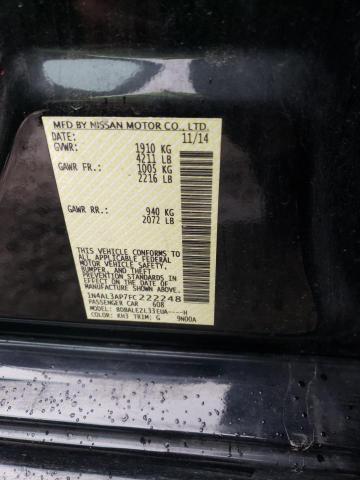 MFD BY NISSAN MOTOR CO., LTD.
DATE: 11/14
GVWR: 1910 KG
4211 LB
GAWR FR.: 1005 KG
2216 LB
GAWR RR.: 940 KG
2072 LB
THIS VEHICLE CONFORMS TO
ALL APPLICABLE FEDERAL
MOTOR VEHICLE SAFETY,
BUMPER, AND THEFT
PREVENTION STANDARDS IN
EFFECT ON THE DATE OF
MANUFACTURE SHOWN ABOVE.
1N4AL3AP7FC222248
PASSENGER CAR 608
MODEL: BDBALEZL33EUA----H
COLOR: KH3 TRIM: G 9N00A